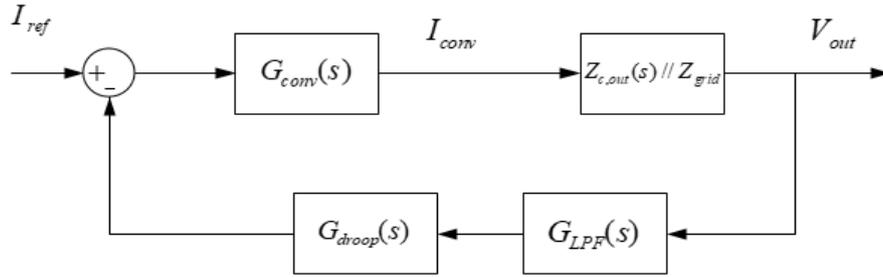 I_ref
I_conv
V_out
+
-
G_conv(s)
Z_c,out(s) // Z_grid
G_droop(s)
G_LPF(s)